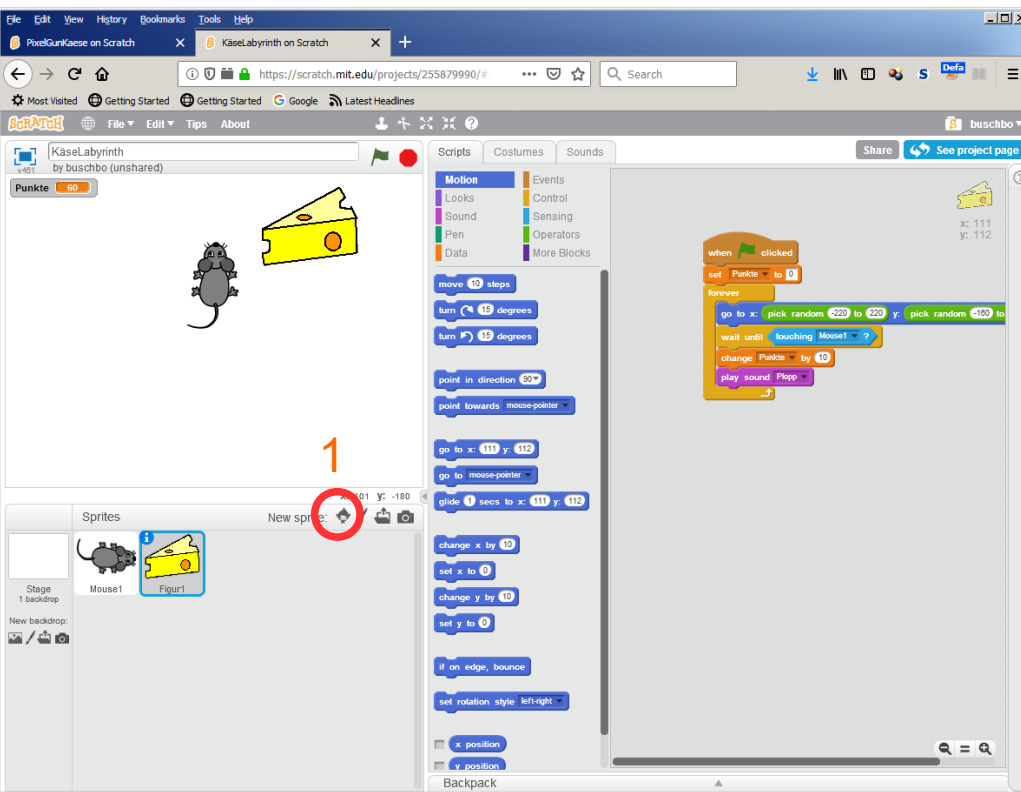 File Edit View History Bookmarks Tools Help
PixelGunKaese on Scratch
KäseLabyrinth on Scratch
https://scratch.mit.edu/projects/255879990/#
Search
Defa
Most Visited Getting Started Getting Started Google Latest Headlines
SCRATCH File Edit Tips About
buschbo
v461
KäseLabyrinth
by buschbo (unshared)
Punkte 60
1
x: 101 y: -180
Scripts Costumes Sounds
Share See project page
Motion
Looks
Sound
Pen
Data
Events
Control
Sensing
Operators
More Blocks
move 10 steps
turn 15 degrees
turn 15 degrees
point in direction 90
point towards mouse-pointer
go to x: 111 y: 112
go to mouse-pointer
glide 1 secs to x: 111 y: 112
change x by 10
set x to 0
change y by 10
set y to 0
if on edge, bounce
set rotation style left-right
x position
y position
x: 111
y: 112
when clicked
set Punkte to 0
forever
go to x: pick random -220 to 220 y: pick random -160 to
wait until touching Mouse1 ?
change Punkte by 10
play sound Plopp
Sprites New sprite:
Stage
1 backdrop
New backdrop:
Mouse1
Figur1
Backpack